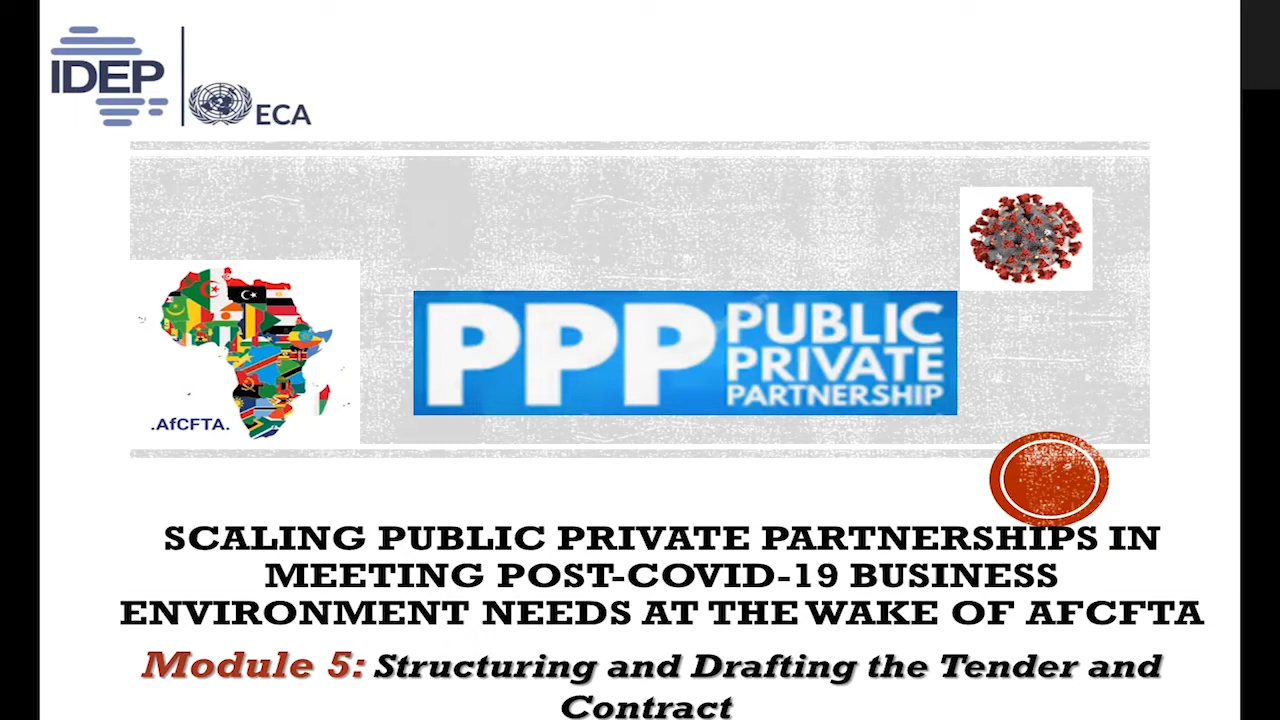 IDEP
ECA
PPP
PUBLIC
PRIVATE
PARTNERSHIP
.AfCFTA.
SCALING PUBLIC PRIVATE PARTNERSHIPS IN
MEETING POST-COVID-19 BUSINESS
ENVIRONMENT NEEDS AT THE WAKE OF AFCFTA
Module 5: Structuring and Drafting the Tender and
Contract